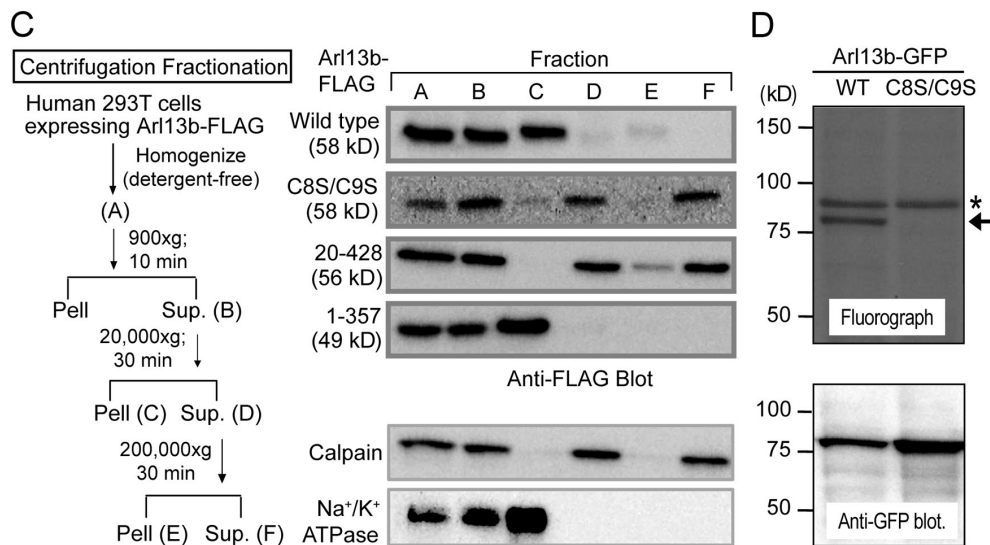 C
Centrifugation Fractionation
Human 293T cells
expressing Arl13b-FLAG
Homogenize
(detergent-free)
(A)
900xg;
10 min
Pell Sup. (B)
20,000xg;
30 min
Pell (C) Sup. (D)
200,000xg
30 min
Pell (E) Sup. (F)
Arl13b-
FLAG
Fraction
A B C D E F
Wild type
(58 kD)
C8S/C9S
(58 kD)
20-428
(56 kD)
1-357
(49 kD)
Anti-FLAG Blot
Calpain
Na⁺/K⁺
ATPase
D
Arl13b-GFP
(kD) WT C8S/C9S
150
100
*
75
50
Fluorograph
100
75
50
Anti-GFP blot.